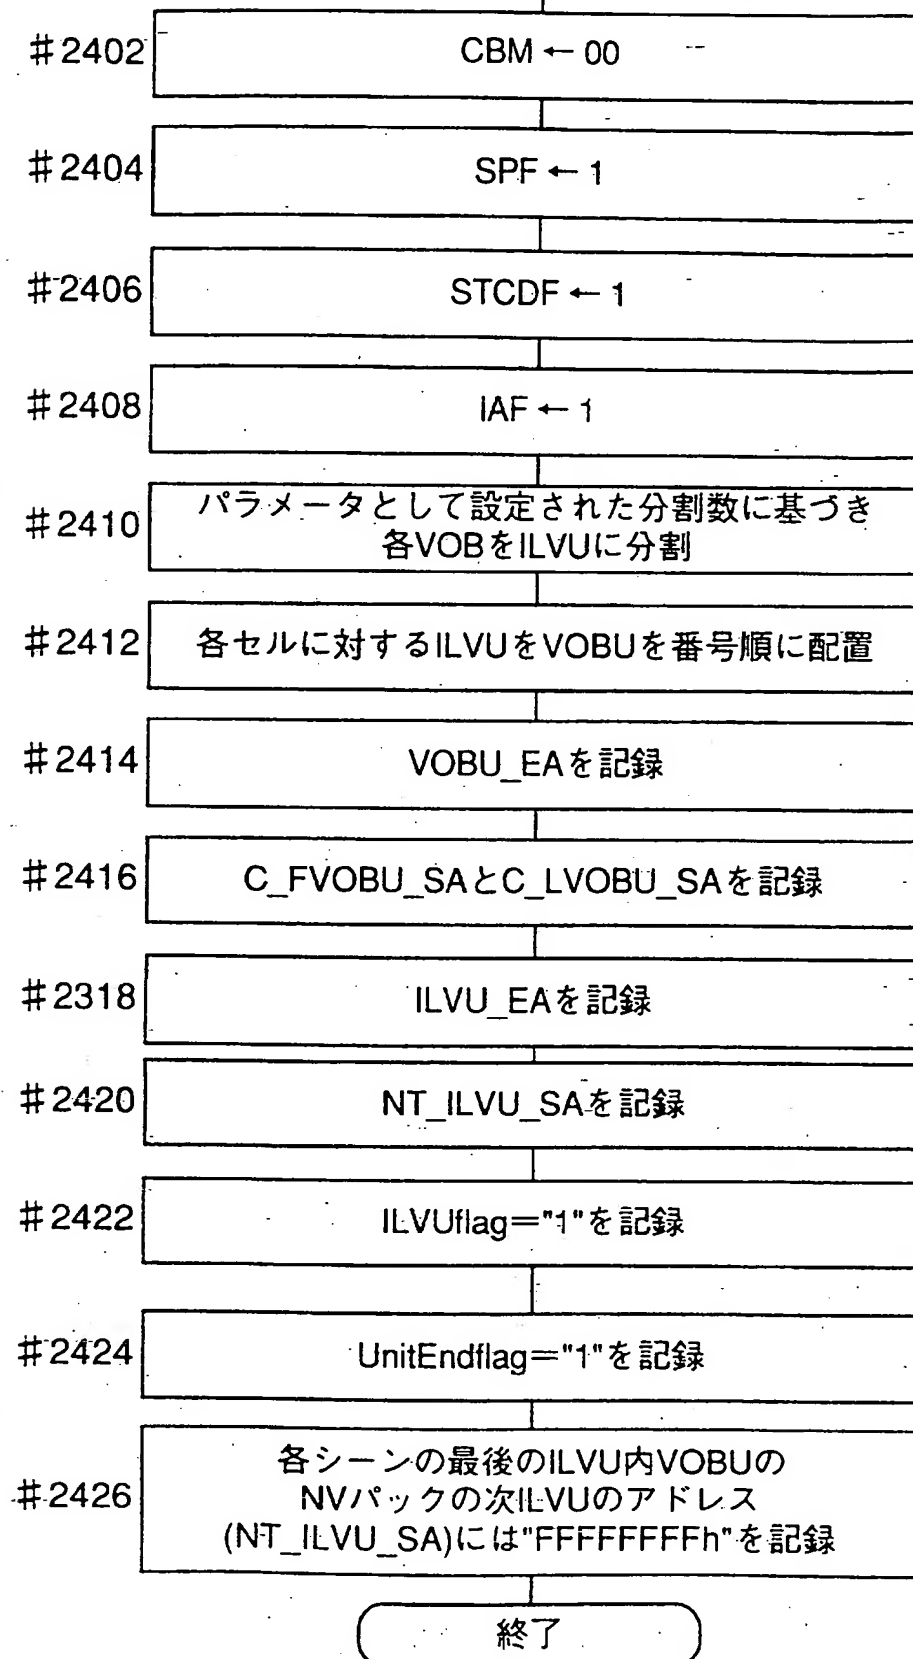 #2402 CBM ← 00
#2404 SPF ← 1
#2406 STCDF ← 1
#2408 IAF ← 1
#2410 パラメータとして設定された分割数に基づき
各VOBをILVUに分割
#2412 各セルに対するILVUをVOBUを番号順に配置
#2414 VOBU_EAを記録
#2416 C_FVOBU_SAとC_LVOBU_SAを記録
#2318 ILVU_EAを記録
#2420 NT_ILVU_SAを記録
#2422 ILVUflag="1"を記録
#2424 UnitEndflag="1"を記録
各シーンの最後のILVU内VOBUの
#2426 NVパックの次ILVUのアドレス
(NT_ILVU_SA)には"FFFFFFFFh"を記録
終了